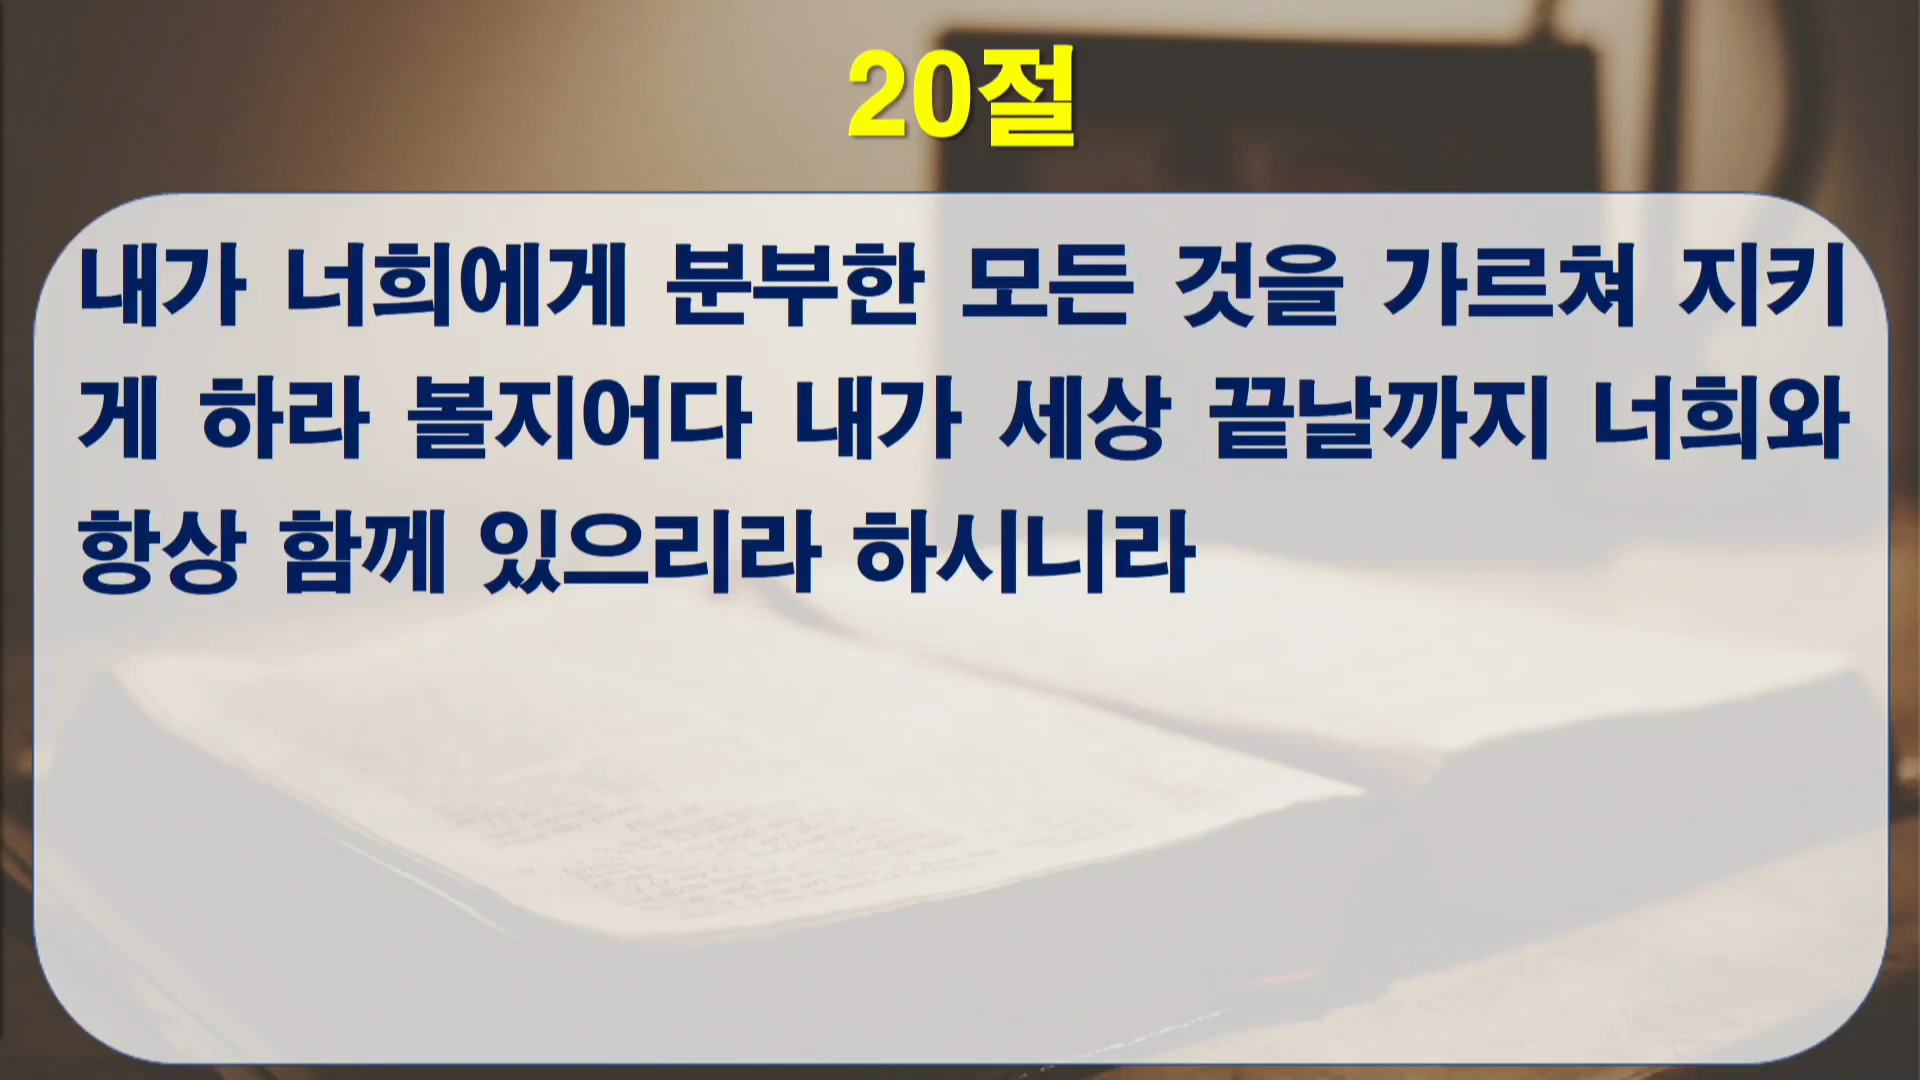 20절
내가 너희에게 분부한 모든 것을 가르쳐 지키
게 하라 볼지어다 내가 세상 끝날까지 너희와
항상 함께 있으리라 하시니라